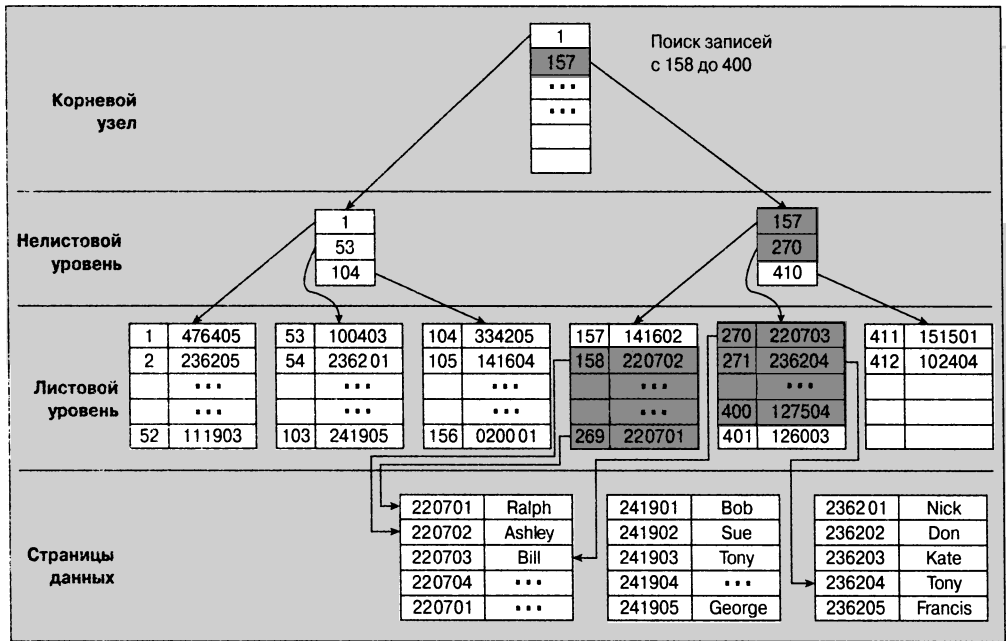 Поиск записей
с 158 до 400
Корневой
узел
1
157
...
...
Нелистовой
уровень
1
53
104
157
270
410
Листовой
уровень
1 476405
2 236205
...
...
52 111903
53 100403
54 236201
...
...
103 241905
104 334205
105 141604
...
...
156 020001
157 141602
158 220702
...
...
269 220701
270 220703
271 236204
...
400 127504
401 126003
411 151501
412 102404
Страницы
данных
220701 Ralph
220702 Ashley
220703 Bill
220704 ...
220701 ...
241901 Bob
241902 Sue
241903 Tony
241904 ...
241905 George
236201 Nick
236202 Don
236203 Kate
236204 Tony
236205 Francis